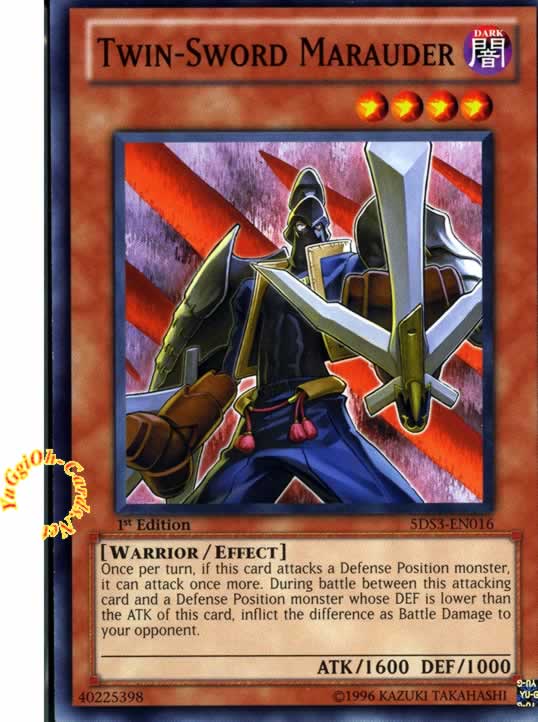 TWIN-SWORD MARAUDER
DARK
闇
1st Edition
5DS3-EN016
[WARRIOR / EFFECT]
Once per turn, if this card attacks a Defense Position monster,
it can attack once more. During battle between this attacking
card and a Defense Position monster whose DEF is lower than
the ATK of this card, inflict the difference as Battle Damage to
your opponent.
ATK/1600 DEF/1000
40225398
©1996 KAZUKI TAKAHASHI
YuGgiOh-Cards.Net